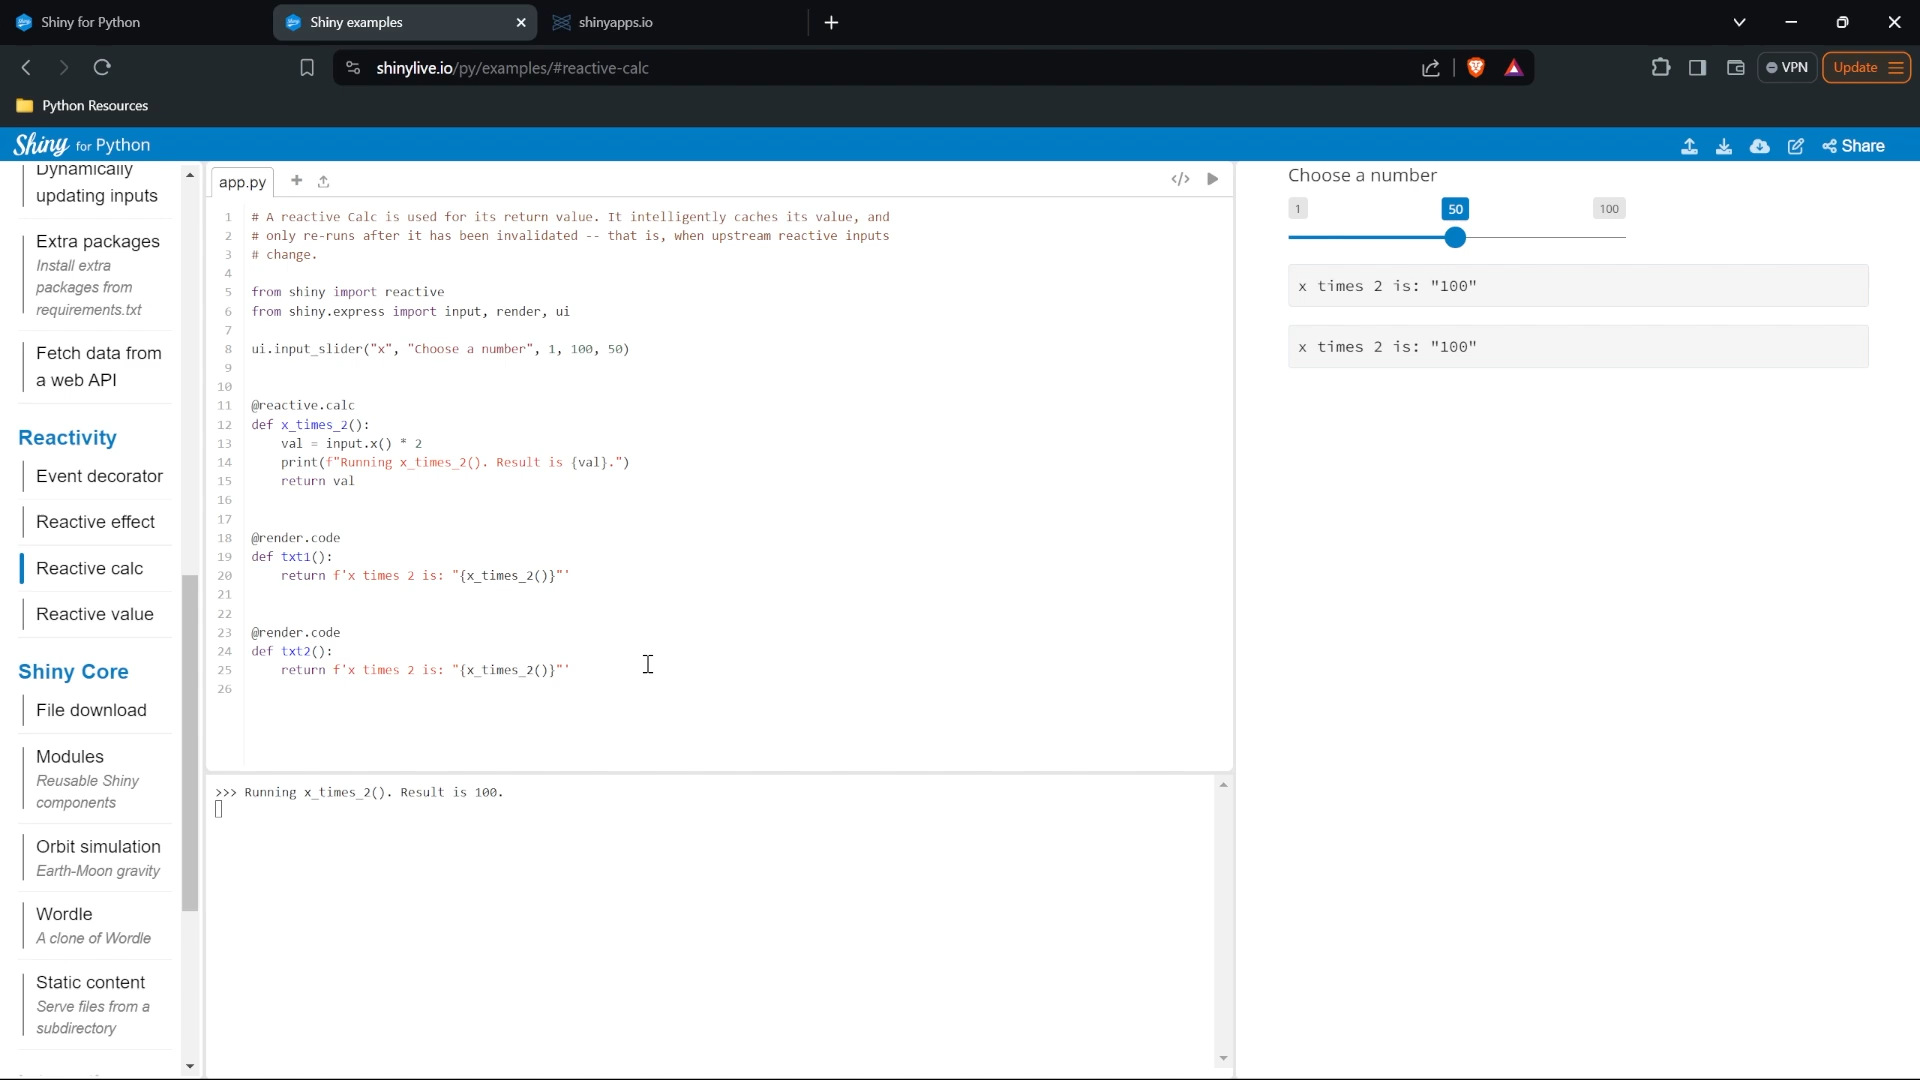 Shiny for Python
Shiny examples
shinyapps.io
shinylive.io/py/examples/#reactive-calc
VPN
Update
Python Resources
Shiny for Python
Share
Dynamically
updating inputs
Extra packages
Install extra
packages from
requirements.txt
Fetch data from
a web API
Reactivity
Event decorator
Reactive effect
Reactive calc
Reactive value
Shiny Core
File download
Modules
Reusable Shiny
components
Orbit simulation
Earth-Moon gravity
Wordle
A clone of Wordle
Static content
Serve files from a
subdirectory
app.py
1 # A reactive Calc is used for its return value. It intelligently caches its value, and
2 # only re-runs after it has been invalidated -- that is, when upstream reactive inputs
3 # change.
4
5 from shiny import reactive
6 from shiny.express import input, render, ui
7
8 ui.input_slider("x", "Choose a number", 1, 100, 50)
9
10
11 @reactive.calc
12 def x_times_2():
13 val = input.x() * 2
14 print(f"Running x_times_2(). Result is {val}.")
15 return val
16
17
18 @render.code
19 def txt1():
20 return f'x times 2 is: "{x_times_2()}"'
21
22
23 @render.code
24 def txt2():
25 return f'x times 2 is: "{x_times_2()}"'
26
>>> Running x_times_2(). Result is 100.
Choose a number
1
50
100
x times 2 is: "100"
x times 2 is: "100"